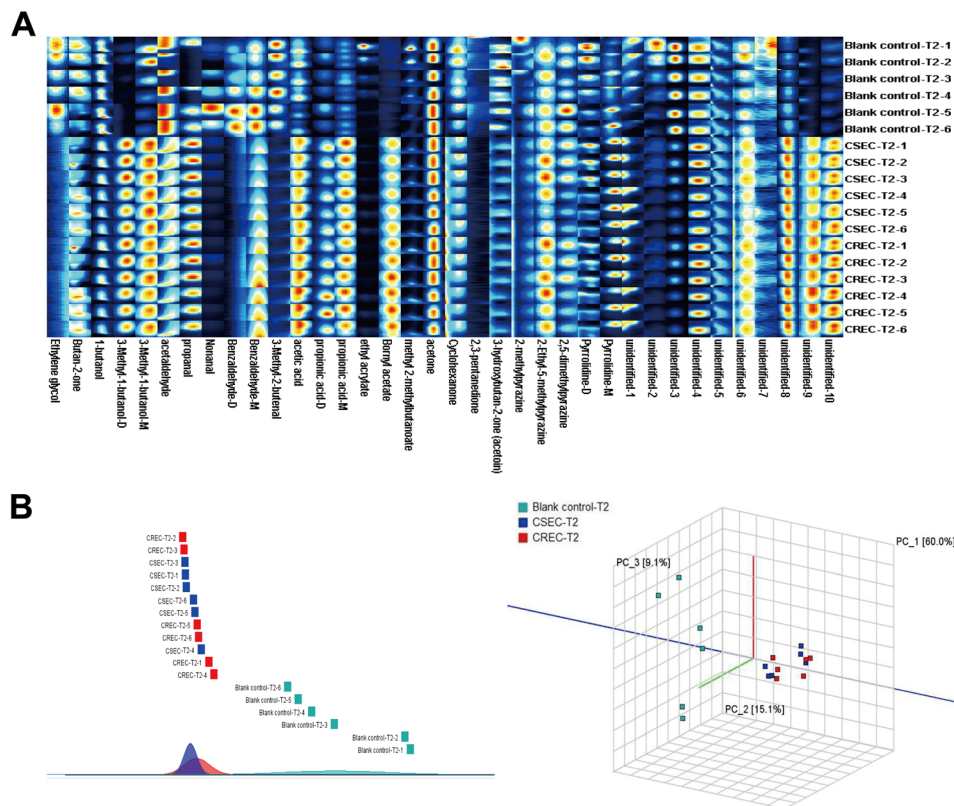 A
Blank control-T2-1
Blank control-T2-2
Blank control-T2-3
Blank control-T2-4
Blank control-T2-5
Blank control-T2-6
CSEC-T2-1
CSEC-T2-2
CSEC-T2-3
CSEC-T2-4
CSEC-T2-5
CSEC-T2-6
CREC-T2-1
CREC-T2-2
CREC-T2-3
CREC-T2-4
CREC-T2-5
CREC-T2-6
Ethylene glycol
Butan-2-one
1-butanol
3-Methyl-1-butanol-D
3-Methyl-1-butanol-M
acetaldehyde
propanal
Nonanal
Benzaldehyde-D
Benzaldehyde-M
3-Methyl-2-butenal
acetic acid
propionic acid-D
propionic acid-M
ethyl acrylate
Bornyl acetate
methyl 2-methylbutanoate
acetone
Cyclohexanone
2,3-pentanedione
3-hydroxybutan-2-one (acetoin)
2-methylpyrazine
2-Ethyl-5-methylpyrazine
2,5-dimethylpyrazine
Pyrrolidine-D
Pyrrolidine-M
unidentified-1
unidentified-2
unidentified-3
unidentified-4
unidentified-5
unidentified-6
unidentified-7
unidentified-8
unidentified-9
unidentified-10
B
CREC-T2-2
CREC-T2-3
CSEC-T2-3
CSEC-T2-1
CSEC-T2-2
CSEC-T2-6
CSEC-T2-5
CREC-T2-5
CREC-T2-6
CSEC-T2-4
CREC-T2-1
CREC-T2-4
Blank control-T2-6
Blank control-T2-5
Blank control-T2-4
Blank control-T2-3
Blank control-T2-2
Blank control-T2-1
Blank control-T2
CSEC-T2
CREC-T2
PC_1 [60.0%]
PC_3 [9.1%]
PC_2 [15.1%]